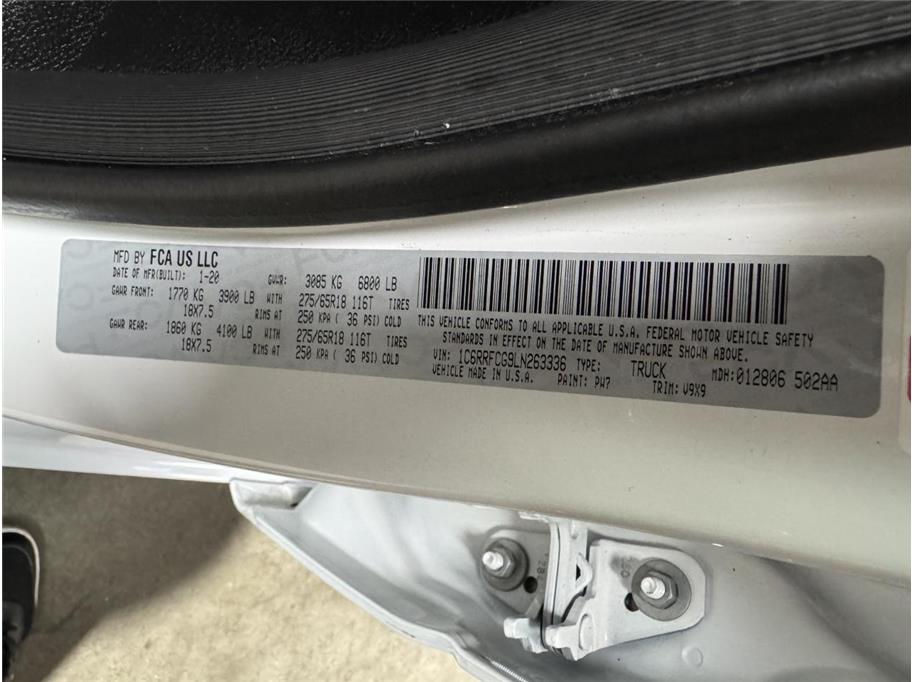 MFD BY FCA US LLC
DATE OF MFR(BUILT): 1-20 GVWR: 3085 KG 6800 LB
GAWR FRONT: 1770 KG 3900 LB WITH 275/65R18 116T TIRES
18X7.5 RIMS AT 250 KPA ( 36 PSI) COLD
GAWR REAR: 1860 KG 4100 LB WITH 275/65R18 116T TIRES
18X7.5 RIMS AT 250 KPA ( 36 PSI) COLD
THIS VEHICLE CONFORMS TO ALL APPLICABLE U.S.A. FEDERAL MOTOR VEHICLE SAFETY
STANDARDS IN EFFECT ON THE DATE OF MANUFACTURE SHOWN ABOVE.
VIN: 1C6RRFCG9LN263336 TYPE: TRUCK MDH: 012806 502AA
VEHICLE MADE IN U.S.A. PAINT: PW7 TRIM: V9X9